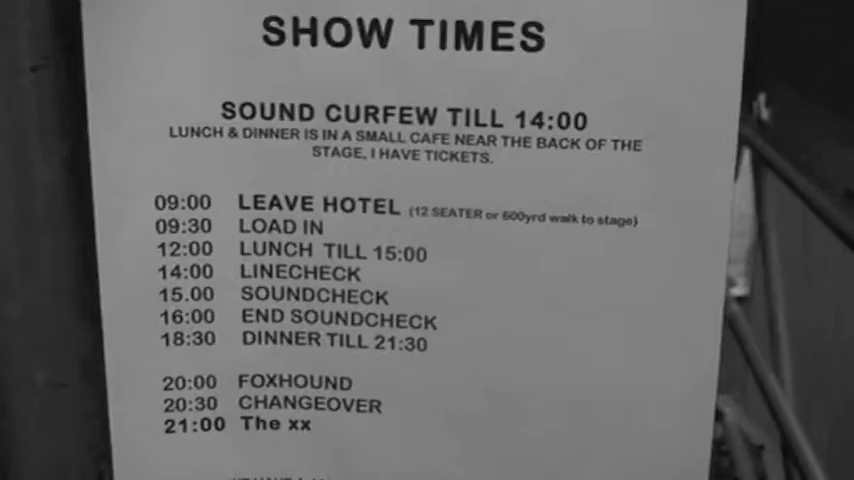 SHOW TIMES
SOUND CURFEW TILL 14:00
LUNCH & DINNER IS IN A SMALL CAFE NEAR THE BACK OF THE
STAGE, I HAVE TICKETS.
09:00 LEAVE HOTEL (12 SEATER or 600yrd walk to stage)
09:30 LOAD IN
12:00 LUNCH TILL 15:00
14:00 LINECHECK
15.00 SOUNDCHECK
16:00 END SOUNDCHECK
18:30 DINNER TILL 21:30
20:00 FOXHOUND
20:30 CHANGEOVER
21:00 The xx